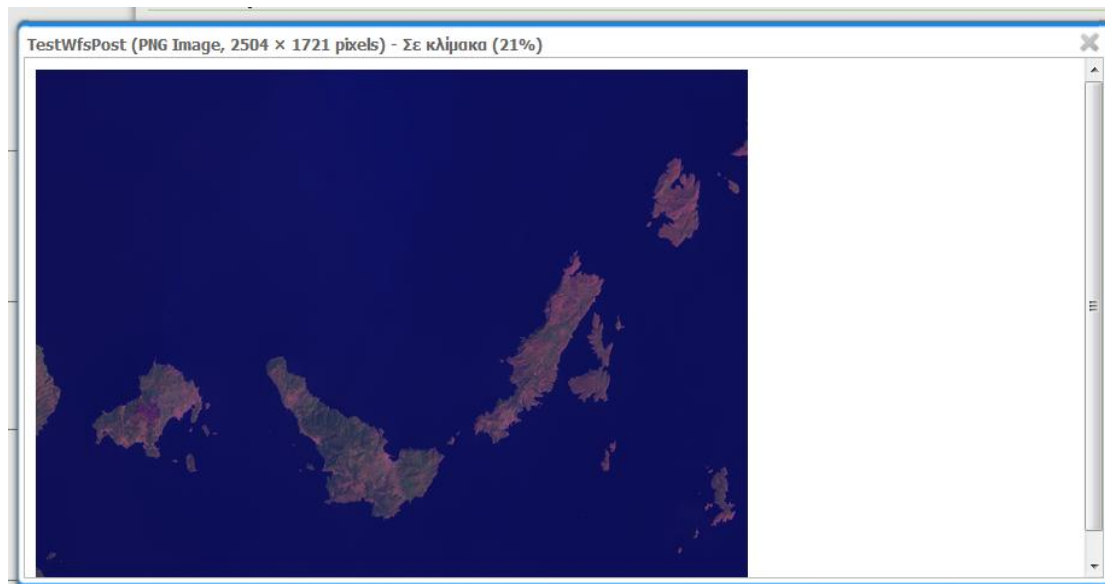 TestWfsPost (PNG Image, 2504 × 1721 pixels) - Σε κλίμακα (21%)